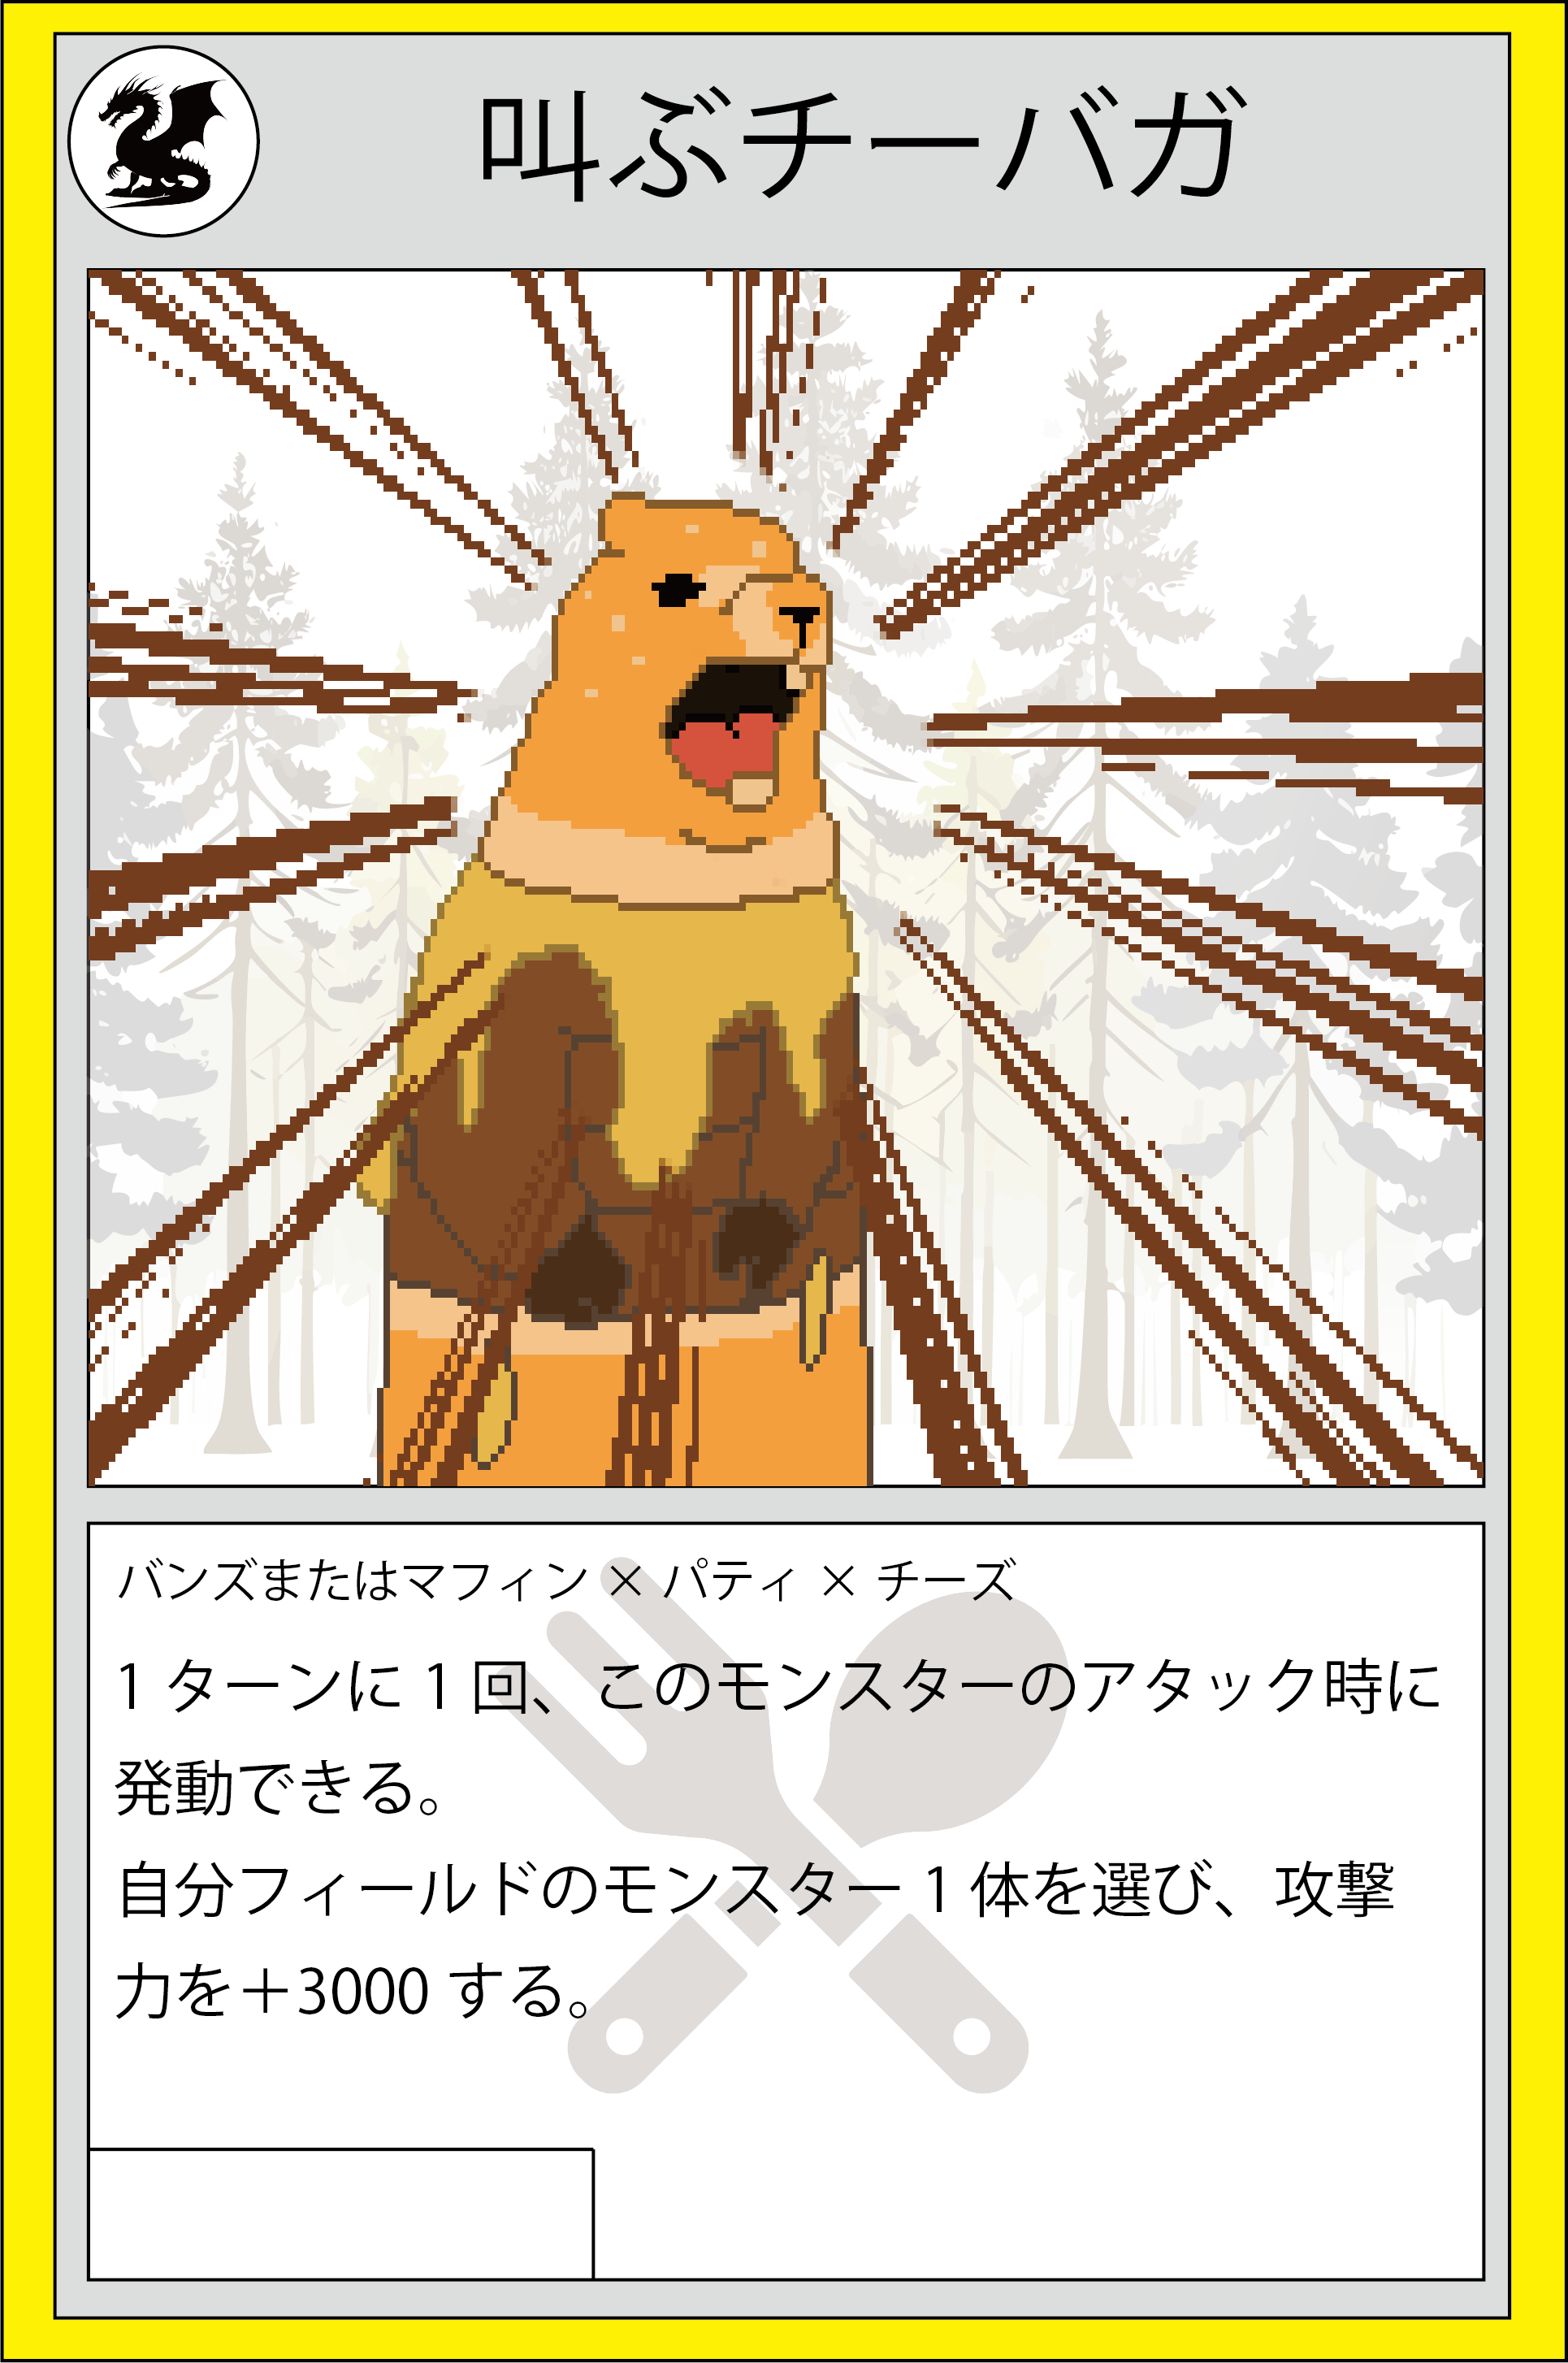 叫ぶチーバガ
バンズまたはマフィン × パティ × チーズ
1 ターンに 1 回、このモンスターのアタック時に
発動できる。
自分フィールドのモンスター 1 体を選び、攻撃
力を＋3000 する。